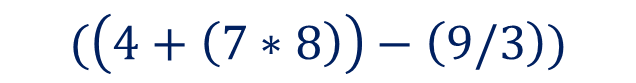 ((4 + (7 ∗ 8)) − (9/3))